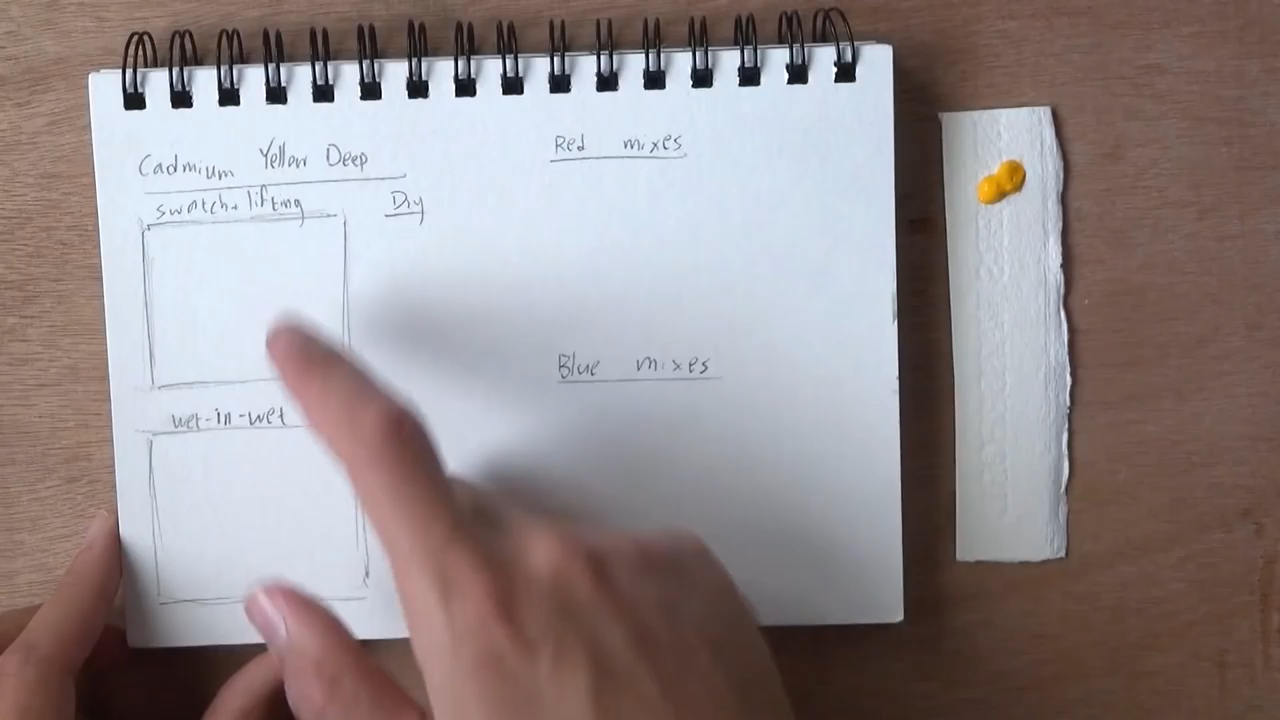 Cadmium Yellow Deep
swatch + lifting
Dry
wet-in-wet
Red mixes
Blue mixes